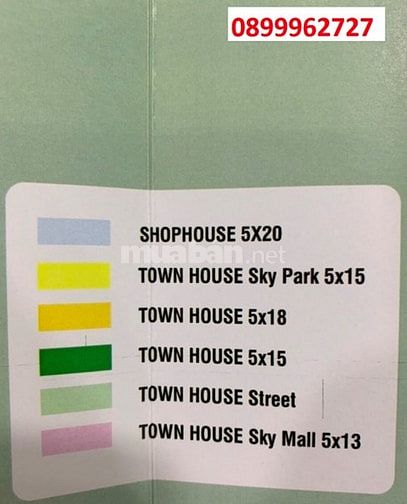 0899962727
SHOPHOUSE 5X20
muaban.net
TOWN HOUSE Sky Park 5x15
TOWN HOUSE 5x18
TOWN HOUSE 5x15
TOWN HOUSE Street
TOWN HOUSE Sky Mall 5x13